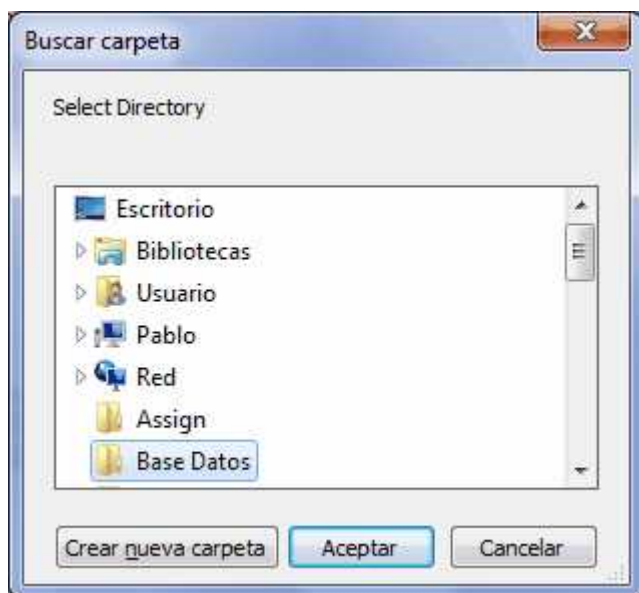 Buscar carpeta
Select Directory
Escritorio
Bibliotecas
Usuario
Pablo
Red
Assign
Base Datos
Crear nueva carpeta
Aceptar
Cancelar